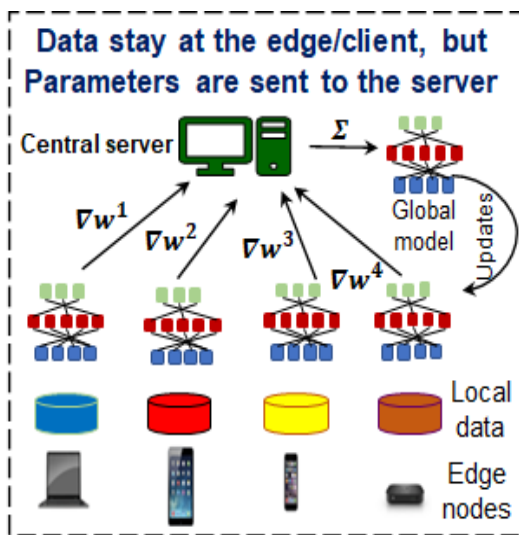 Data stay at the edge/client, but
Parameters are sent to the server
Central server
Σ
∇w¹
∇w²
∇w³
∇w⁴
Global
model
Updates
Local
data
Edge
nodes